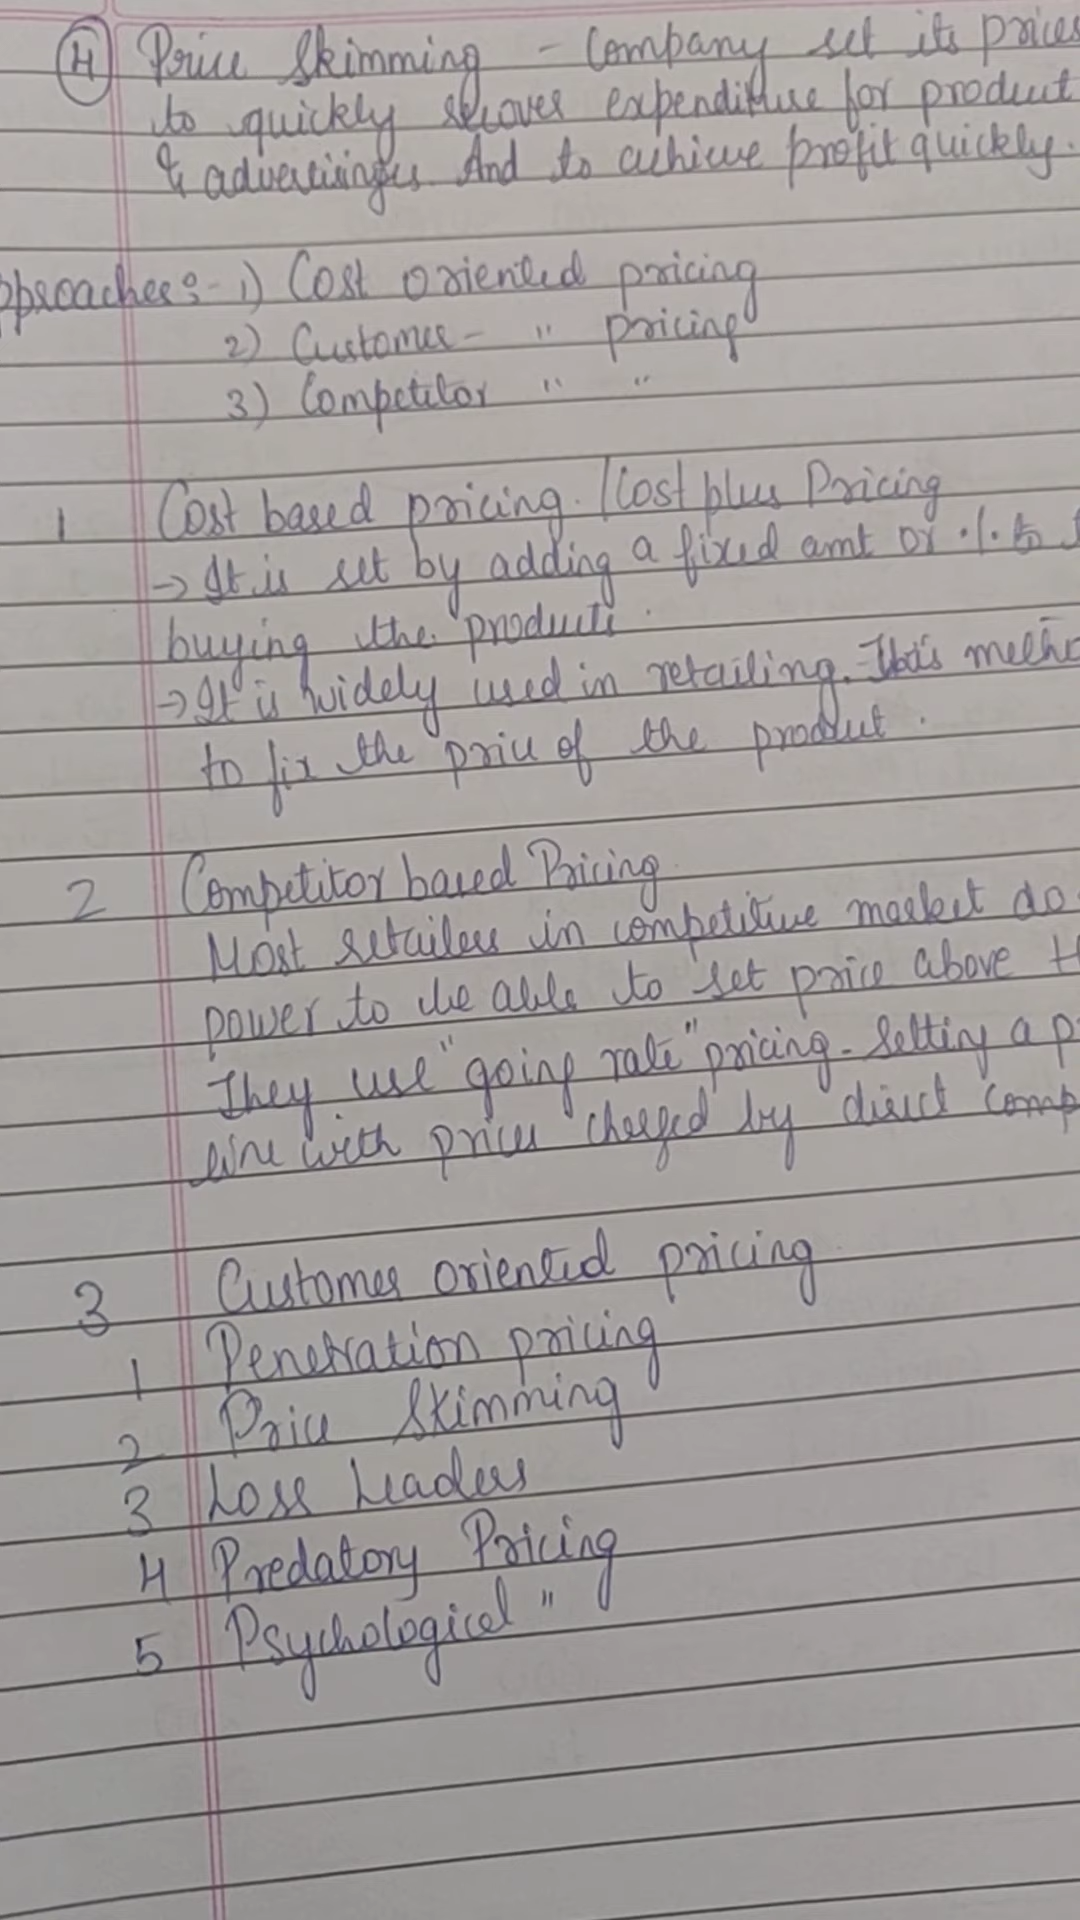 (4) Price Skimming - Company set its prices
to quickly recover expenditure for product
& advertising. And to achieve profit quickly.
pproaches:- 1) Cost oriented pricing
2) Customer - " pricing
3) Competitor " "
1 Cost based pricing. / Cost plus Pricing
→ It is set by adding a fixed amt or % to
buying the product.
→ It is widely used in retailing. This metho
to fix the price of the product.
2 Competitor based Pricing
Most retailers in competitive market do
power to be able to set price above
They use "going rate" pricing - Setting a p
line with prices charged by direct comp
3 Customer oriented pricing
1 Penetration pricing
2 Price Skimming
3 Loss Leaders
4 Predatory Pricing
5 Psychological "